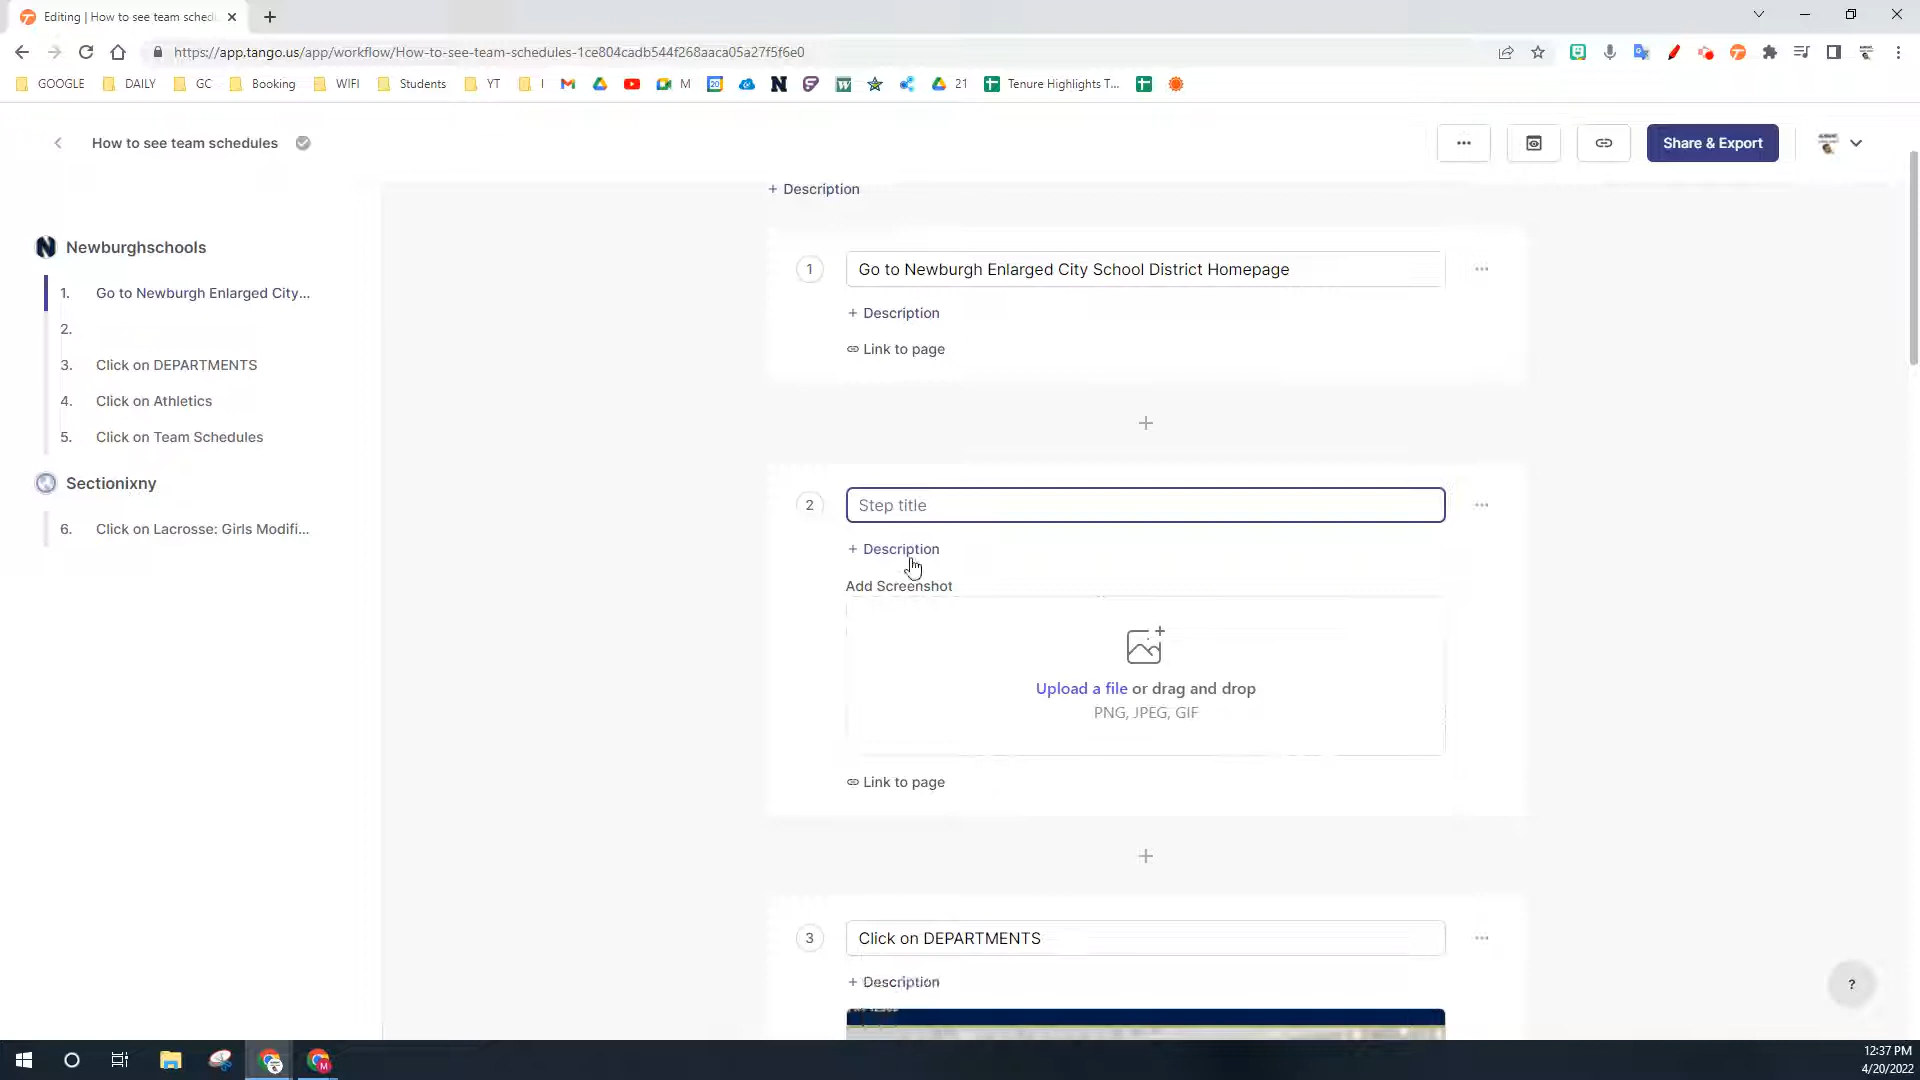 Editing | How to see team sched
https://app.tango.us/app/workflow/How-to-see-team-schedules-1ce804cadb544f268aaca05a27f5f6e0
GOOGLE DAILY GC Booking WIFI Students YT I M 21 Tenure Highlights T...
How to see team schedules
Share & Export
+ Description
Newburghschools
1. Go to Newburgh Enlarged City...
2.
3. Click on DEPARTMENTS
4. Click on Athletics
5. Click on Team Schedules
Sectionixny
6. Click on Lacrosse: Girls Modifi...
1 Go to Newburgh Enlarged City School District Homepage
+ Description
Link to page
+
2 Step title
+ Description
Add Screenshot
Upload a file or drag and drop
PNG, JPEG, GIF
Link to page
+
3 Click on DEPARTMENTS
+ Description
?
12:37 PM
4/20/2022